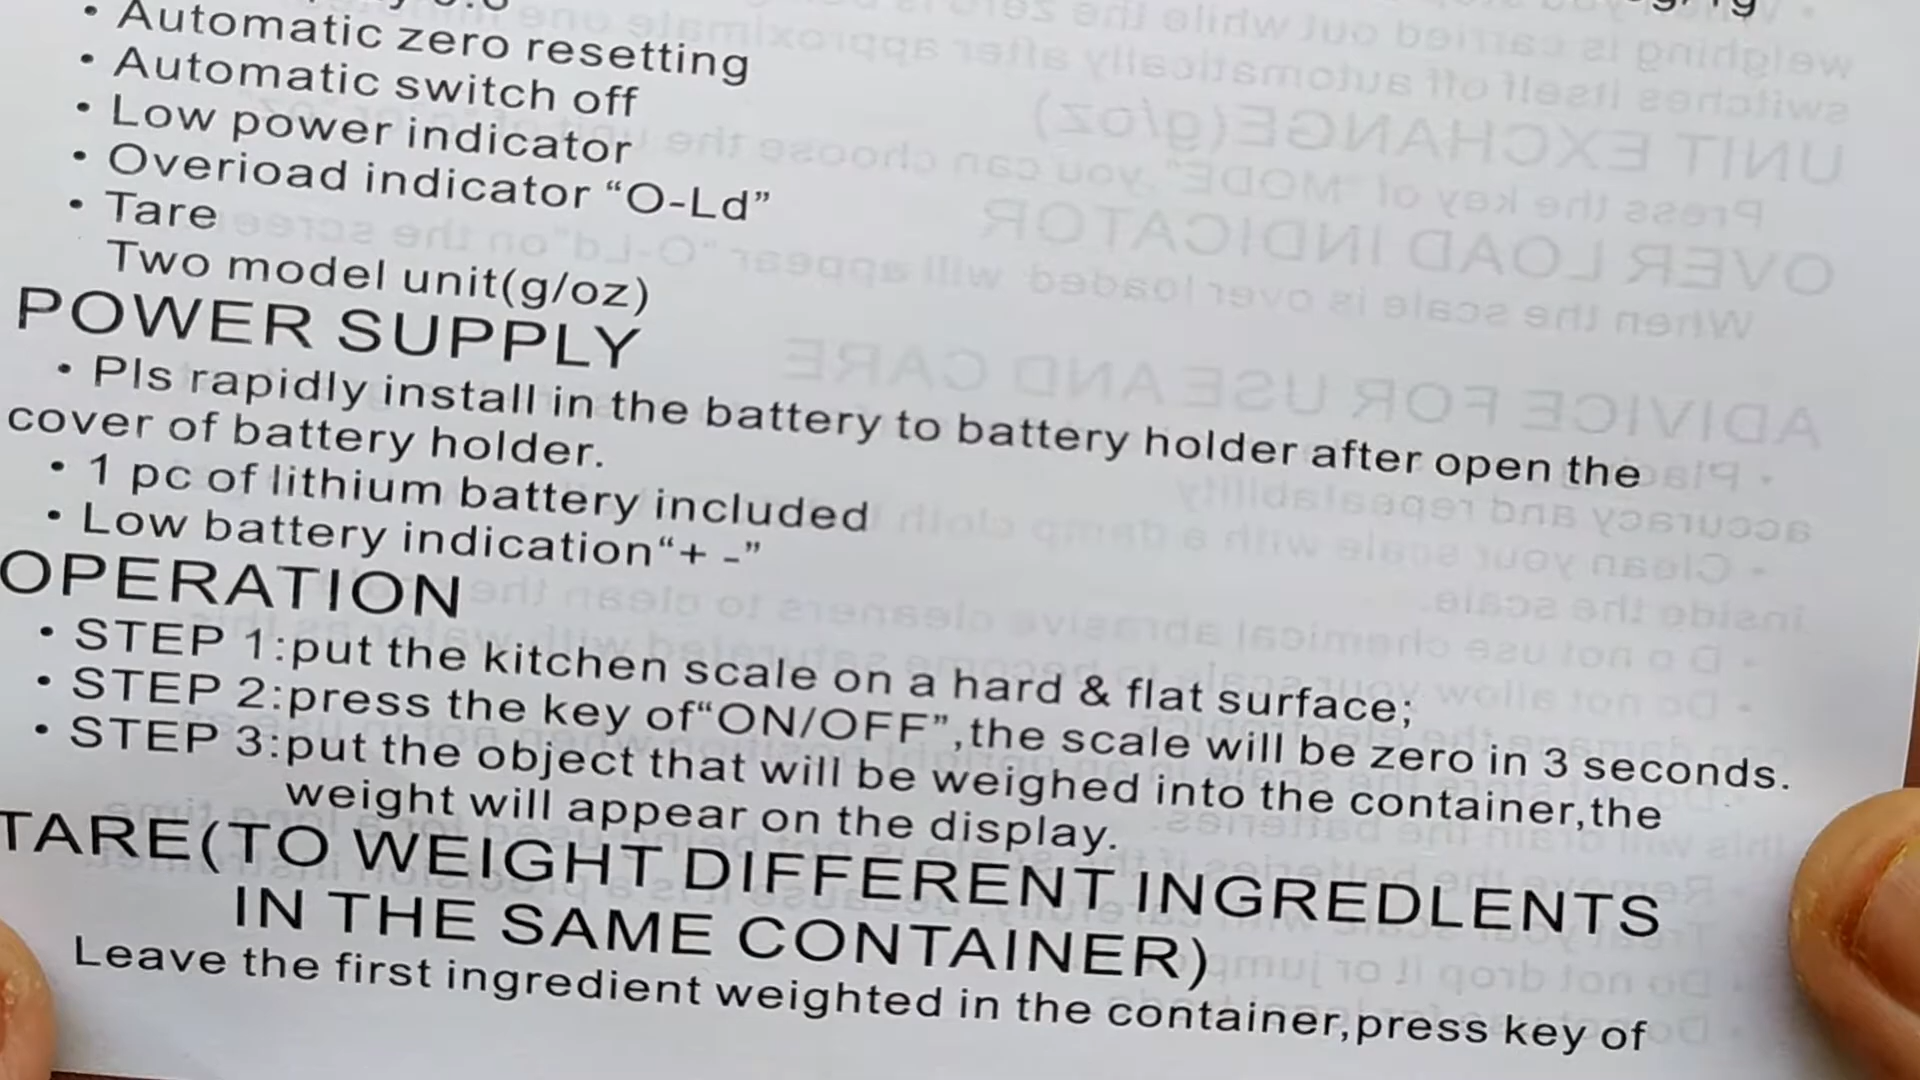 • Automatic zero resetting
• Automatic switch off
• Low power indicator
• Overioad indicator “O-Ld”
• Tare
Two model unit(g/oz)
POWER SUPPLY
• Pls rapidly install in the battery to battery holder after open the
cover of battery holder.
• 1 pc of lithium battery included
• Low battery indication“+ -”
OPERATION
• STEP 1:put the kitchen scale on a hard & flat surface;
• STEP 2:press the key of“ON/OFF”,the scale will be zero in 3 seconds.
• STEP 3:put the object that will be weighed into the container,the
weight will appear on the display.
TARE(TO WEIGHT DIFFERENT INGREDLENTS
IN THE SAME CONTAINER)
Leave the first ingredient weighted in the container,press key of